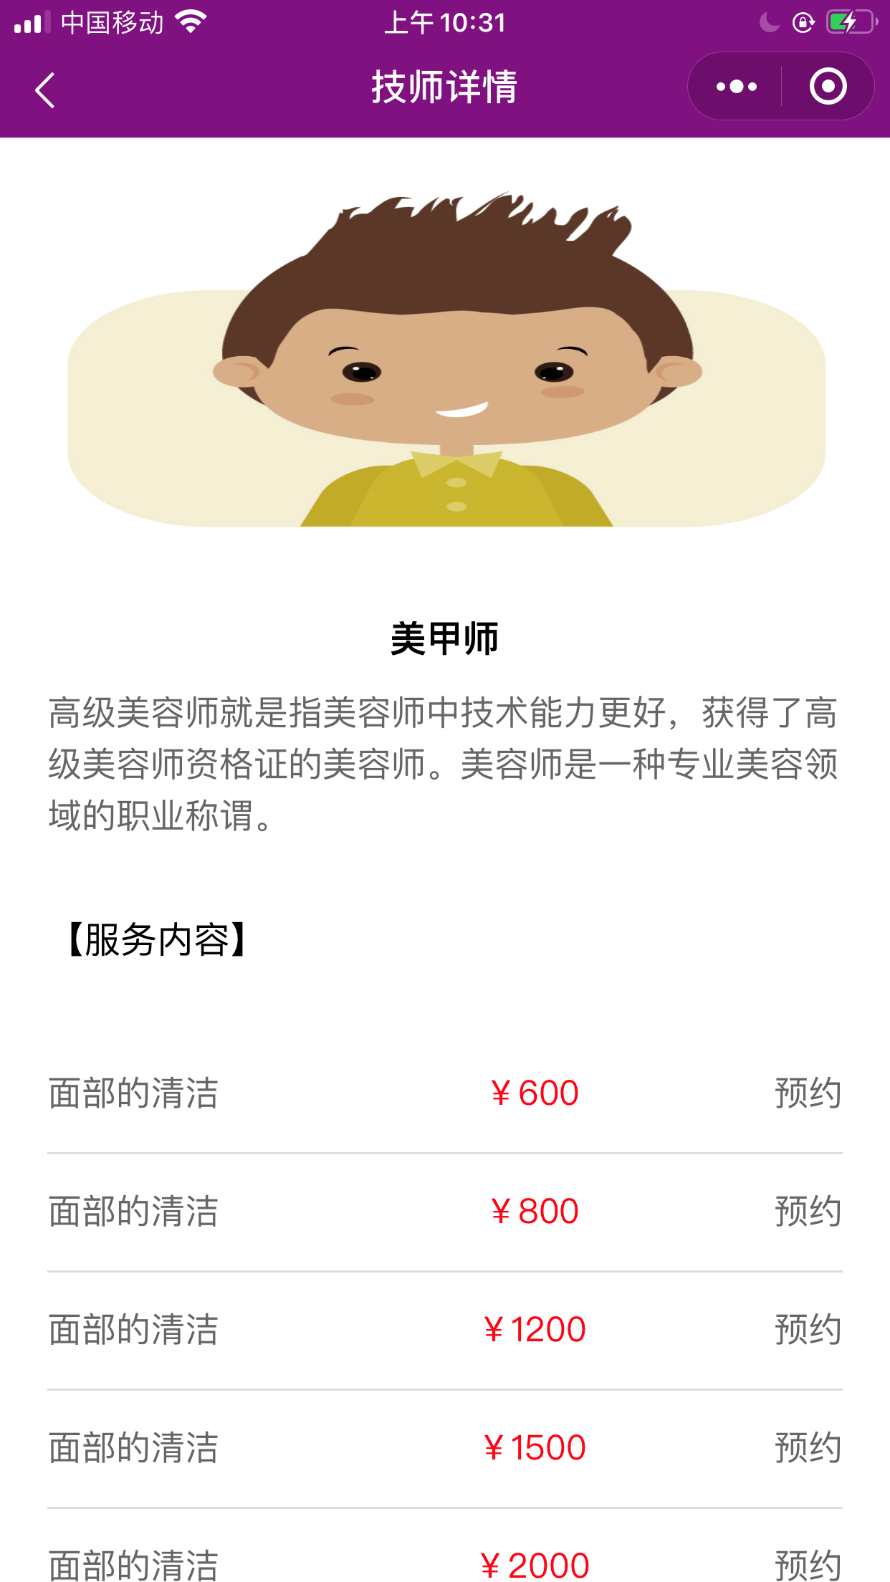 中国移动 上午10:31
技师详情
美甲师
高级美容师就是指美容师中技术能力更好，获得了高
级美容师资格证的美容师。美容师是一种专业美容领
域的职业称谓。
【服务内容】
面部的清洁 ￥600 预约
面部的清洁 ￥800 预约
面部的清洁 ￥1200 预约
面部的清洁 ￥1500 预约
面部的清洁 ￥2000 预约